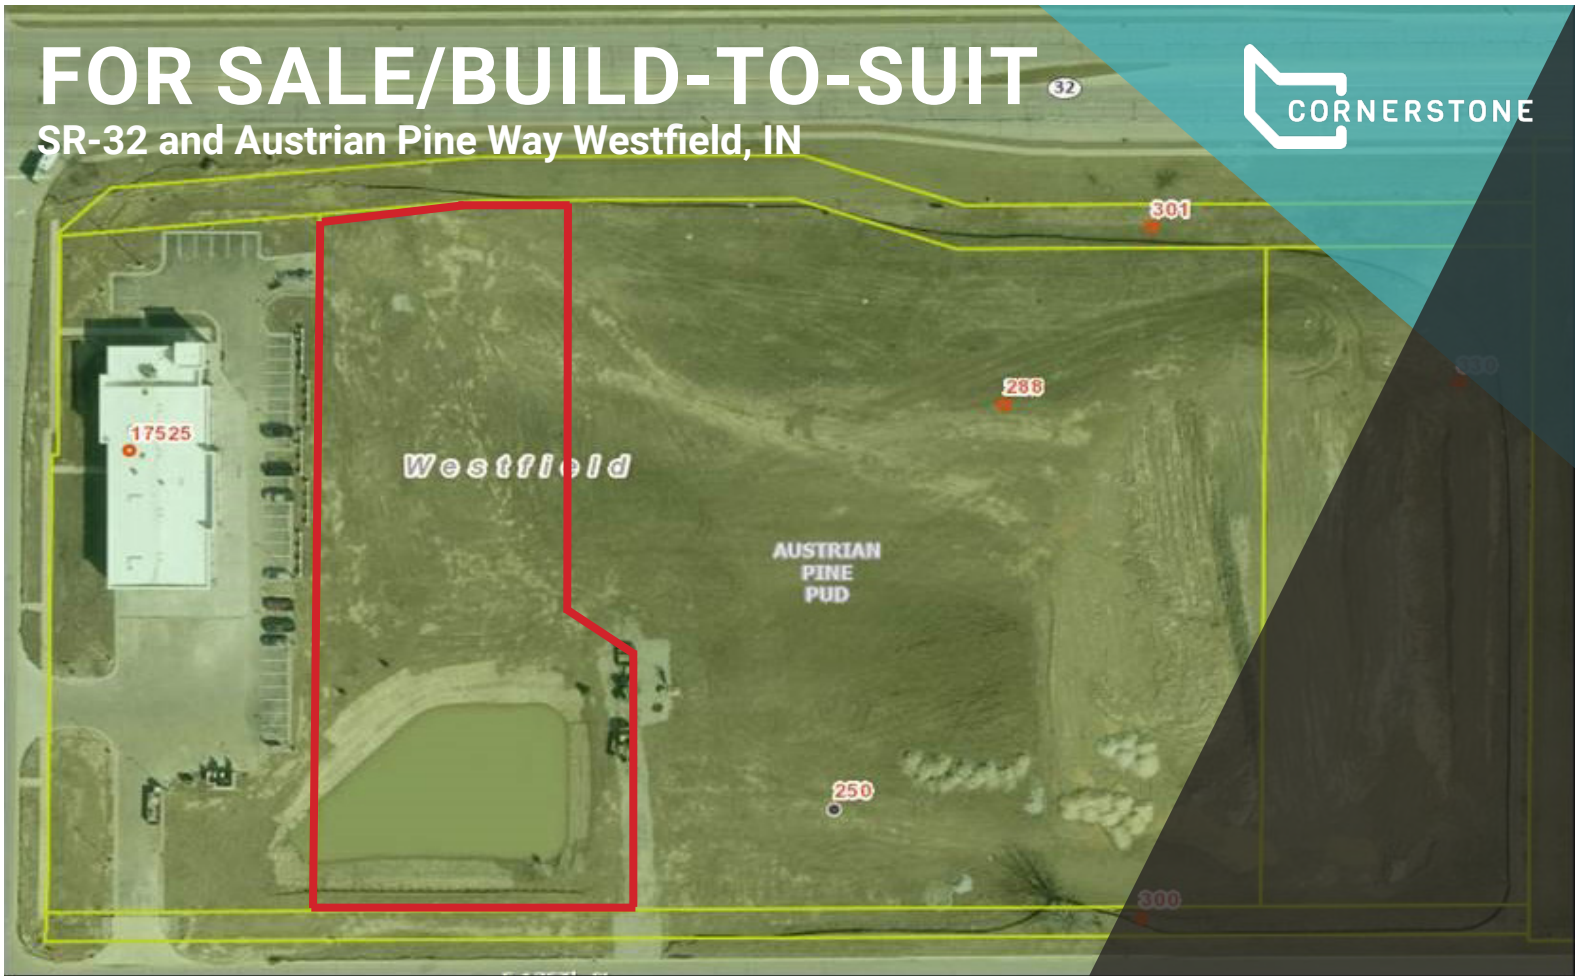 FOR SALE/BUILD-TO-SUIT
32
CORNERSTONE
SR-32 and Austrian Pine Way Westfield, IN
301
330
288
17525
Westfield
AUSTRIAN
PINE
PUD
250
300